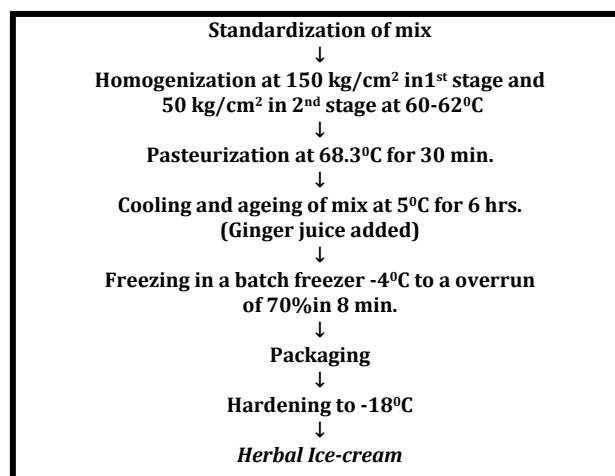 Standardization of mix
↓
Homogenization at 150 kg/cm² in1ˢᵗ stage and
50 kg/cm² in 2ⁿᵈ stage at 60-62⁰C
↓
Pasteurization at 68.3⁰C for 30 min.
↓
Cooling and ageing of mix at 5⁰C for 6 hrs.
(Ginger juice added)
↓
Freezing in a batch freezer -4⁰C to a overrun
of 70%in 8 min.
↓
Packaging
↓
Hardening to -18⁰C
↓
Herbal Ice-cream